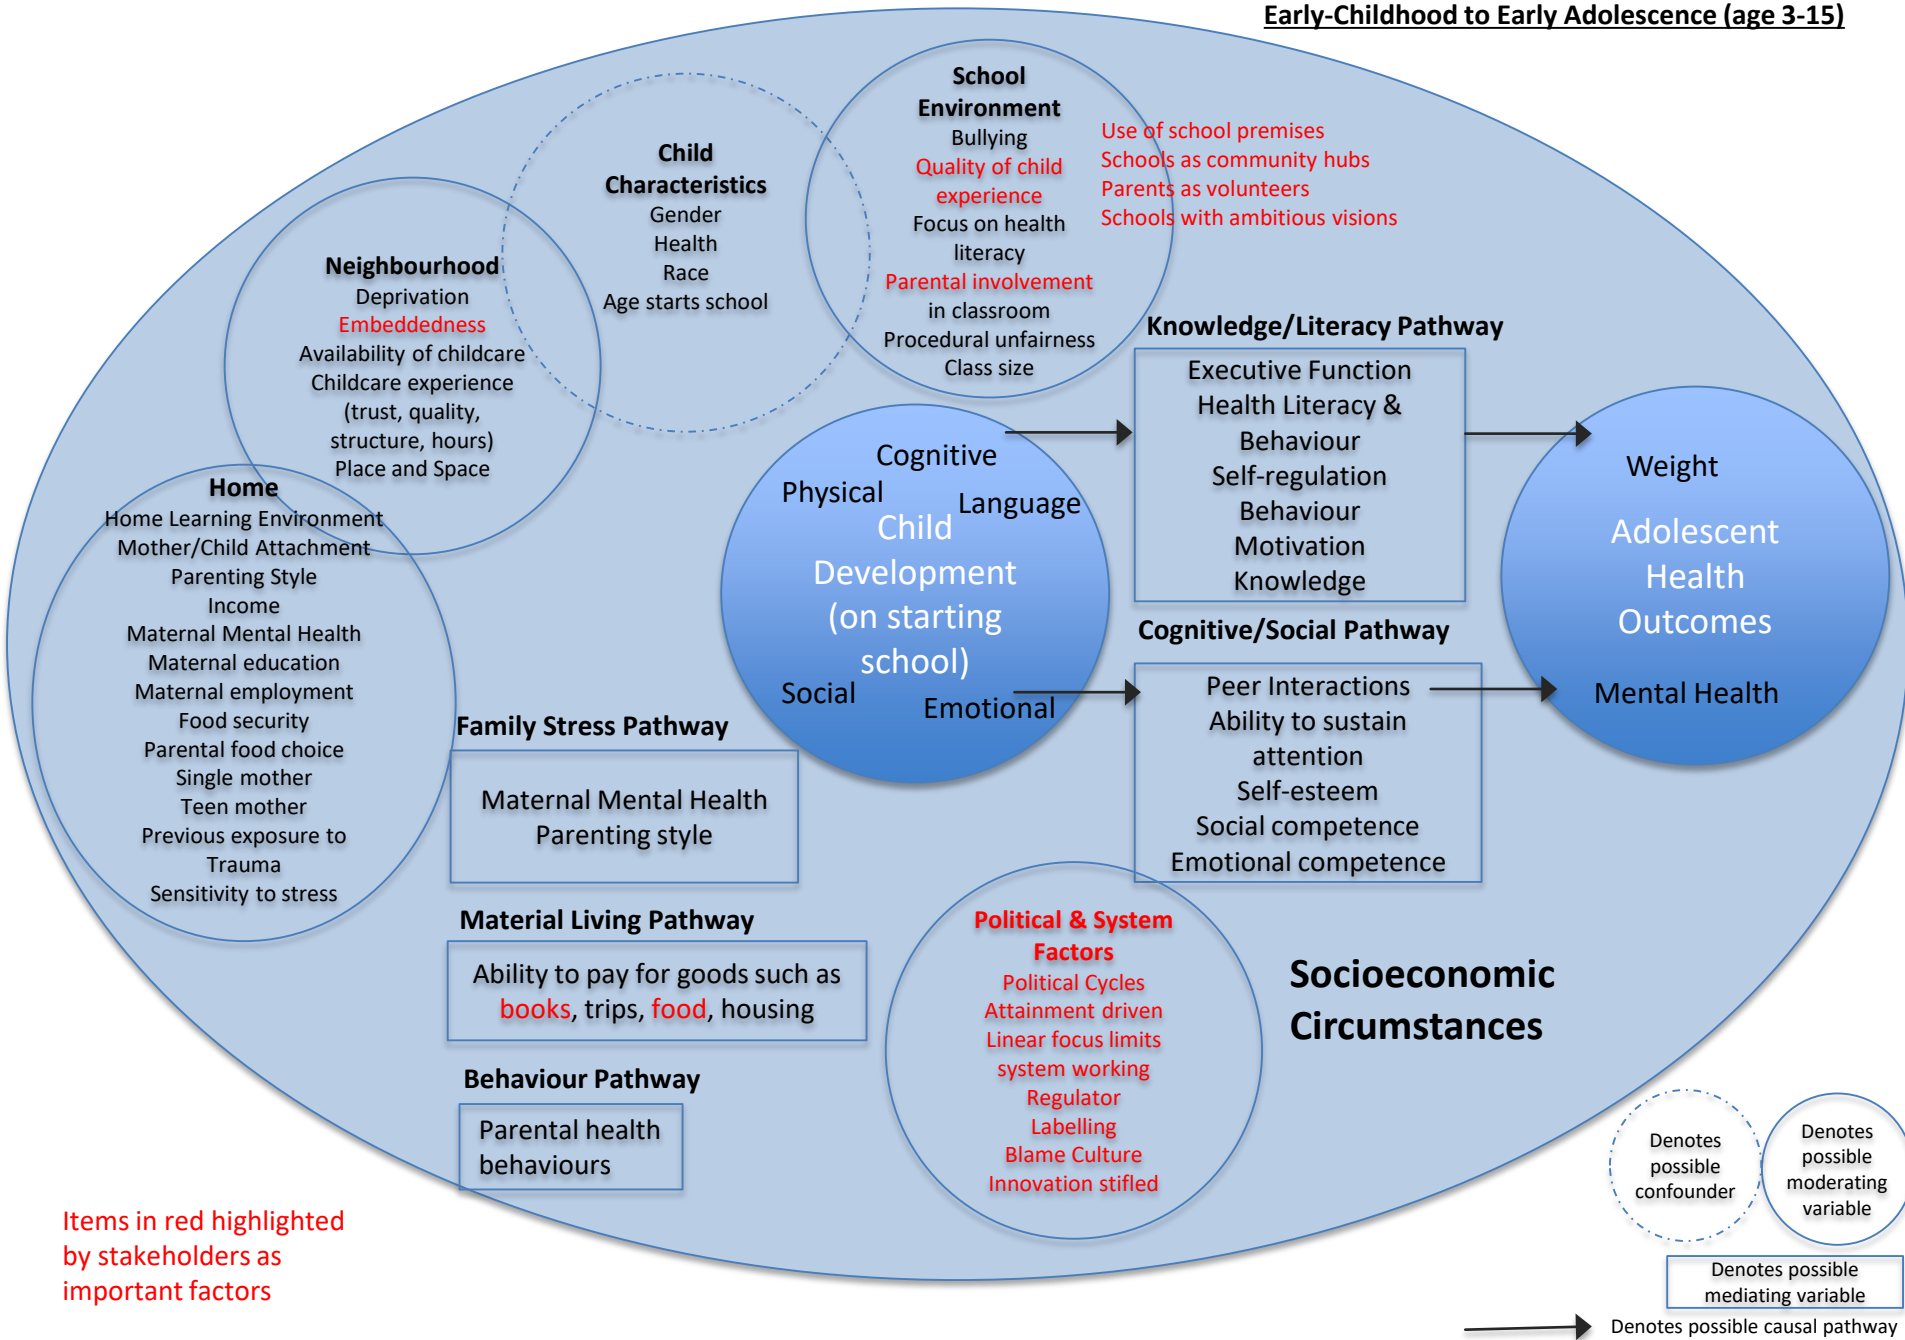 Early-Childhood to Early Adolescence (age 3-15)
School
Environment
Bullying
Quality of child
experience
Focus on health
literacy
Parental involvement
in classroom
Procedural unfairness
Class size
Use of school premises
Schools as community hubs
Parents as volunteers
Schools with ambitious visions
Child
Characteristics
Gender
Health
Race
Age starts school
Neighbourhood
Deprivation
Embeddedness
Availability of childcare
Childcare experience
(trust, quality,
structure, hours)
Place and Space
Home
Home Learning Environment
Mother/Child Attachment
Parenting Style
Income
Maternal Mental Health
Maternal education
Maternal employment
Food security
Parental food choice
Single mother
Teen mother
Previous exposure to
Trauma
Sensitivity to stress
Cognitive
Physical
Language
Child
Development
(on starting
school)
Social
Emotional
Knowledge/Literacy Pathway
Executive Function
Health Literacy &
Behaviour
Self-regulation
Behaviour
Motivation
Knowledge
Cognitive/Social Pathway
Peer Interactions
Ability to sustain
attention
Self-esteem
Social competence
Emotional competence
Weight
Adolescent
Health
Outcomes
Mental Health
Family Stress Pathway
Maternal Mental Health
Parenting style
Material Living Pathway
Ability to pay for goods such as
books, trips, food, housing
Behaviour Pathway
Parental health
behaviours
Political & System
Factors
Political Cycles
Attainment driven
Linear focus limits
system working
Regulator
Labelling
Blame Culture
Innovation stifled
Socioeconomic
Circumstances
Items in red highlighted
by stakeholders as
important factors
Denotes
possible
confounder
Denotes
possible
moderating
variable
Denotes possible
mediating variable
Denotes possible causal pathway